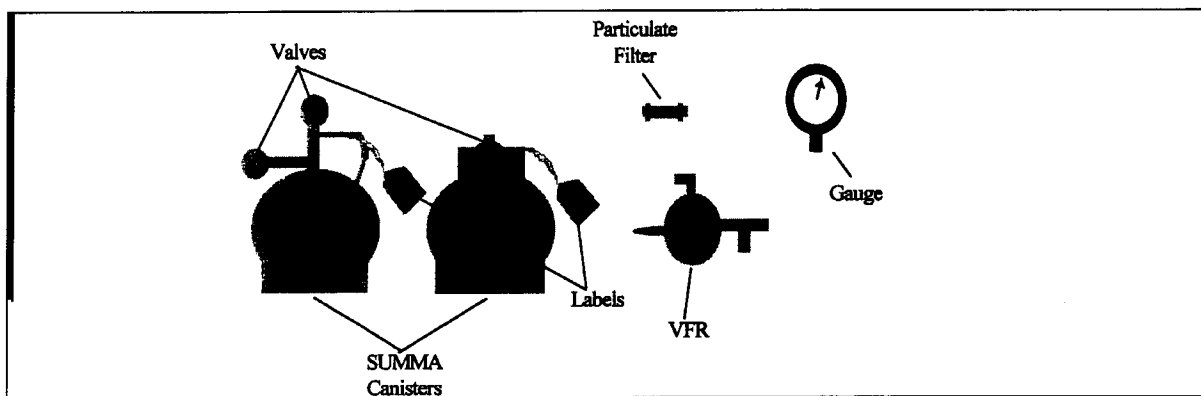 Valves
Particulate
Filter
Gauge
Labels
VFR
SUMMA
Canisters